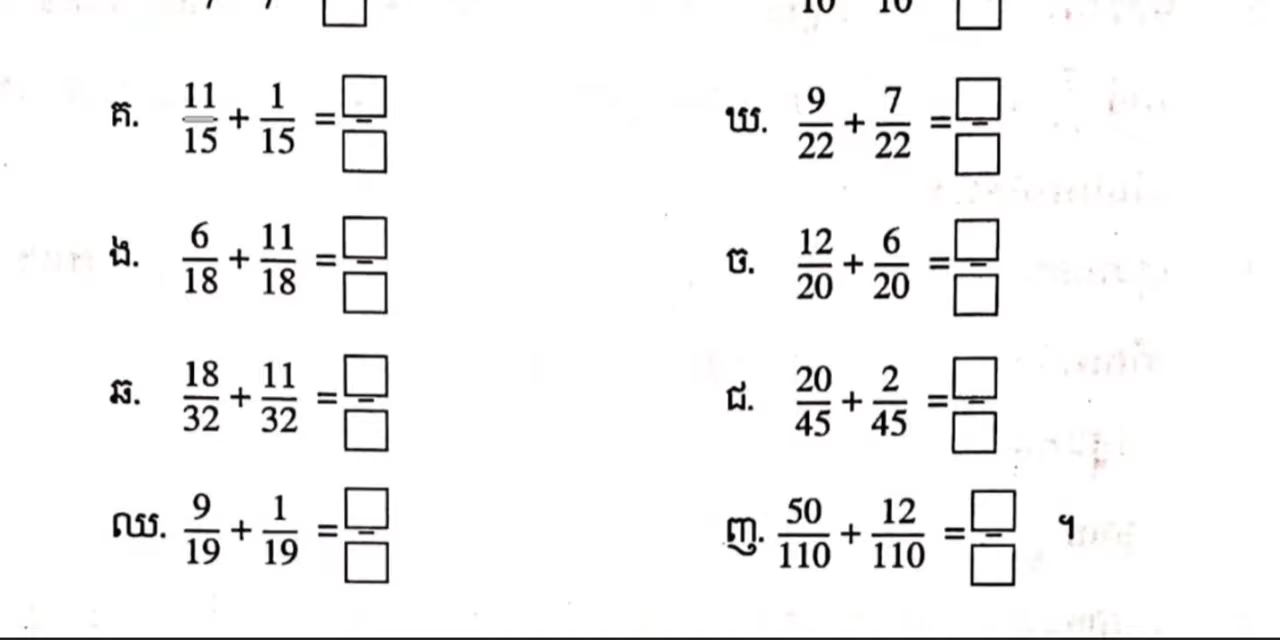 គ. 11/15 + 1/15 = □/□
ឃ. 9/22 + 7/22 = □/□
ង. 6/18 + 11/18 = □/□
ច. 12/20 + 6/20 = □/□
ឆ. 18/32 + 11/32 = □/□
ជ. 20/45 + 2/45 = □/□
ឈ. 9/19 + 1/19 = □/□
ញ. 50/110 + 12/110 = □/□ ។